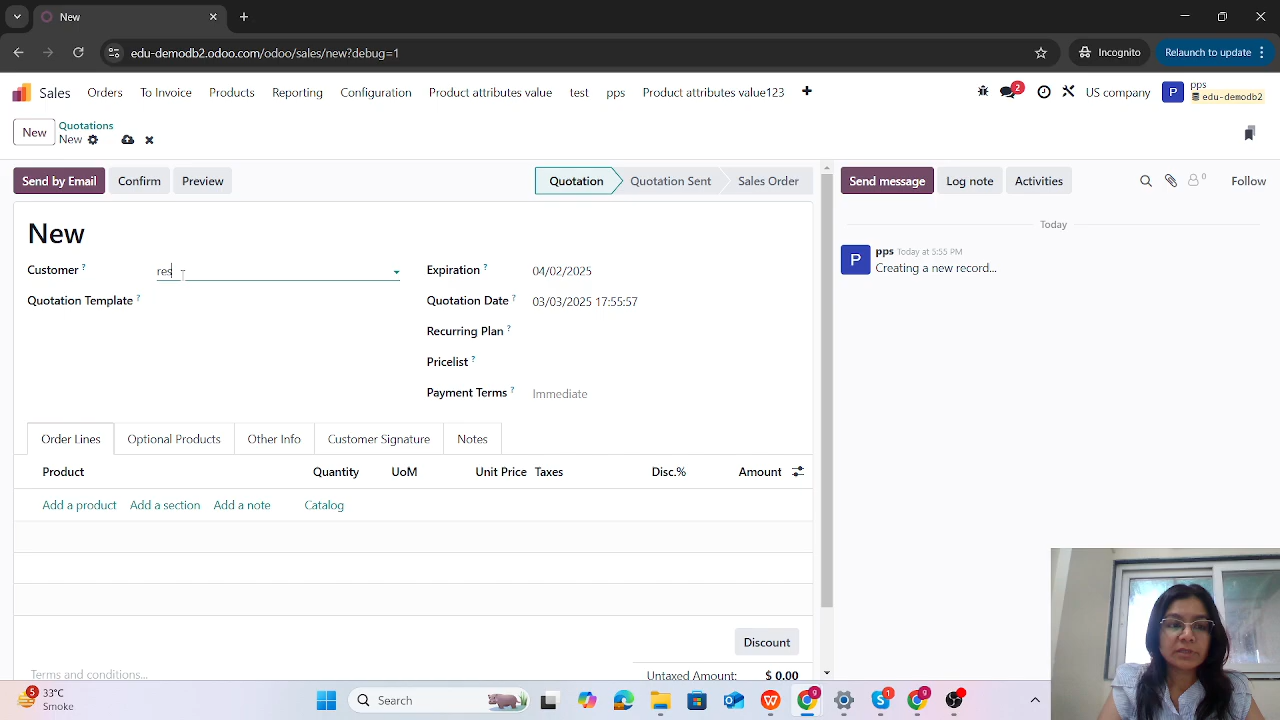 New
edu-demodb2.odoo.com/odoo/sales/new?debug=1
Incognito
Relaunch to update
Sales
Orders
To Invoice
Products
Reporting
Configuration
Product attributes value
test
pps
Product attributes value123
2
US company
P
pps
edu-demodb2
New
Quotations
New
Send by Email
Confirm
Preview
Quotation
Quotation Sent
Sales Order
Send message
Log note
Activities
0
Follow
New
Today
Customer ?
res
Expiration ?
04/02/2025
P
pps Today at 5:55 PM
Creating a new record...
Quotation Template ?
Quotation Date ?
03/03/2025 17:55:57
Recurring Plan ?
Pricelist ?
Payment Terms ?
Immediate
Order Lines
Optional Products
Other Info
Customer Signature
Notes
Product
Quantity
UoM
Unit Price
Taxes
Disc.%
Amount
Add a product
Add a section
Add a note
Catalog
Discount
Terms and conditions...
Untaxed Amount:
$ 0.00
3
33°C
Smoke
Search